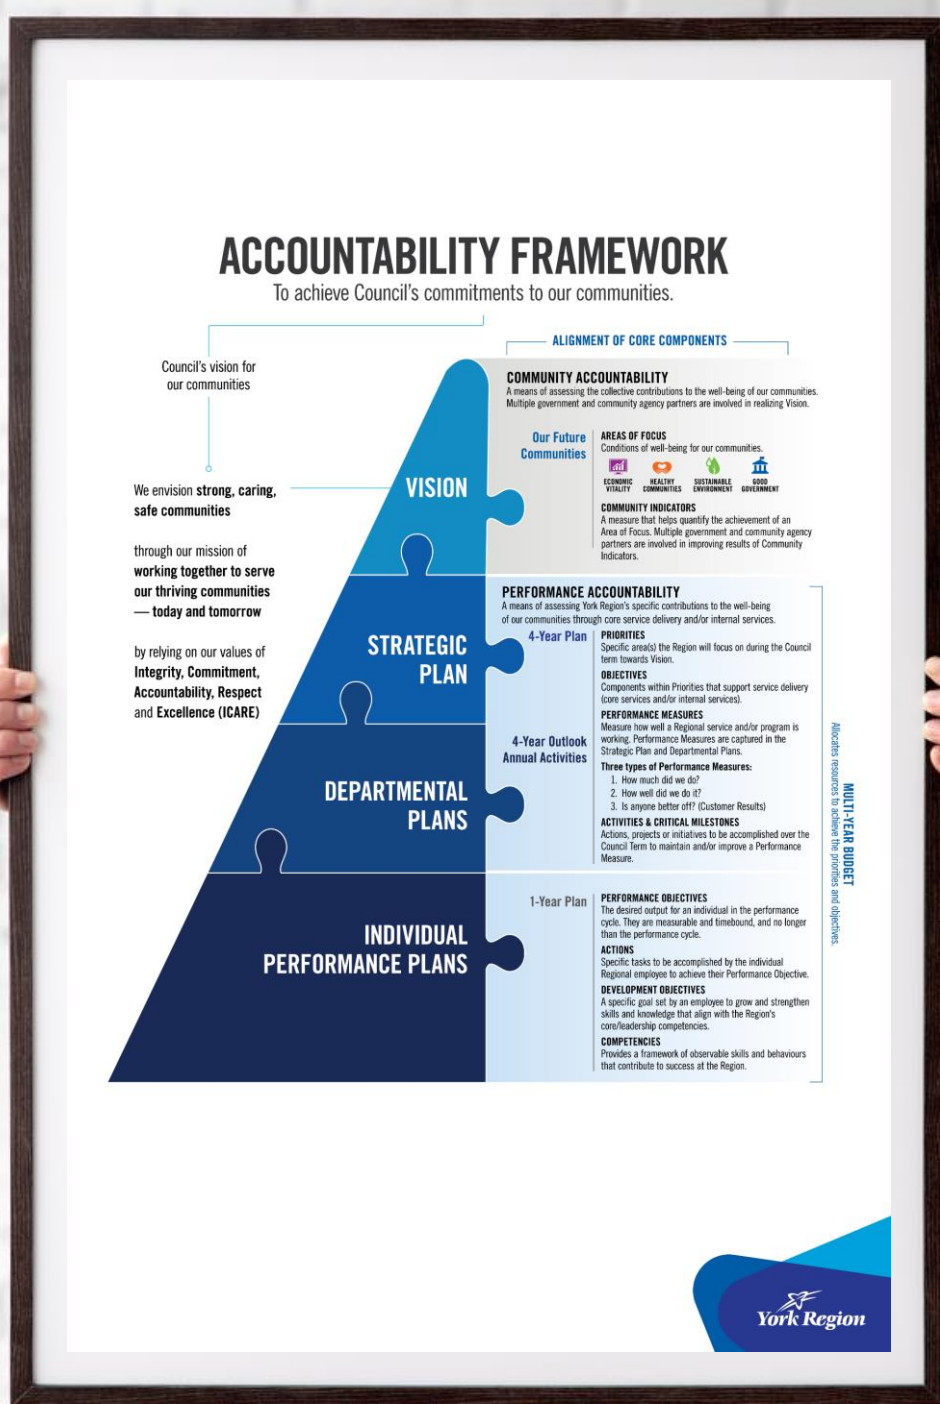 ACCOUNTABILITY FRAMEWORK
To achieve Council's commitments to our communities.
Council's vision for
our communities
We envision strong, caring,
safe communities
through our mission of
working together to serve
our thriving communities
— today and tomorrow
by relying on our values of
Integrity, Commitment,
Accountability, Respect
and Excellence (ICARE)
VISION
STRATEGIC
PLAN
DEPARTMENTAL
PLANS
INDIVIDUAL
PERFORMANCE PLANS
ALIGNMENT OF CORE COMPONENTS
COMMUNITY ACCOUNTABILITY
A means of assessing the collective contributions to the well-being of our communities.
Multiple government and community agency partners are involved in realizing Vision.
Our Future
Communities
AREAS OF FOCUS
Conditions of well-being for our communities.
ECONOMIC
VITALITY
HEALTHY
COMMUNITIES
SUSTAINABLE
ENVIRONMENT
GOOD
GOVERNMENT
COMMUNITY INDICATORS
A measure that helps quantify the achievement of an
Area of Focus. Multiple government and community agency
partners are involved in improving results of Community
Indicators.
PERFORMANCE ACCOUNTABILITY
A means of assessing York Region's specific contributions to the well-being
of our communities through core service delivery and/or internal services.
4-Year Plan
PRIORITIES
Specific area(s) the Region will focus on during the Council
term towards Vision.
OBJECTIVES
Components within Priorities that support service delivery
(core services and/or internal services).
PERFORMANCE MEASURES
Measure how well a Regional service and/or program is
working. Performance Measures are captured in the
Strategic Plan and Departmental Plans.
4-Year Outlook
Annual Activities
Three types of Performance Measures:
1. How much did we do?
2. How well did we do it?
3. Is anyone better off? (Customer Results)
ACTIVITIES & CRITICAL MILESTONES
Actions, projects or initiatives to be accomplished over the
Council Term to maintain and/or improve a Performance
Measure.
1-Year Plan
PERFORMANCE OBJECTIVES
The desired output for an individual in the performance
cycle. They are measurable and timebound, and no longer
than the performance cycle.
ACTIONS
Specific tasks to be accomplished by the individual
Regional employee to achieve their Performance Objective.
DEVELOPMENT OBJECTIVES
A specific goal set by an employee to grow and strengthen
skills and knowledge that align with the Region's
core/leadership competencies.
COMPETENCIES
Provides a framework of observable skills and behaviours
that contribute to success at the Region.
MULTI-YEAR BUDGET
Allocates resources to achieve the priorities and objectives.
York Region